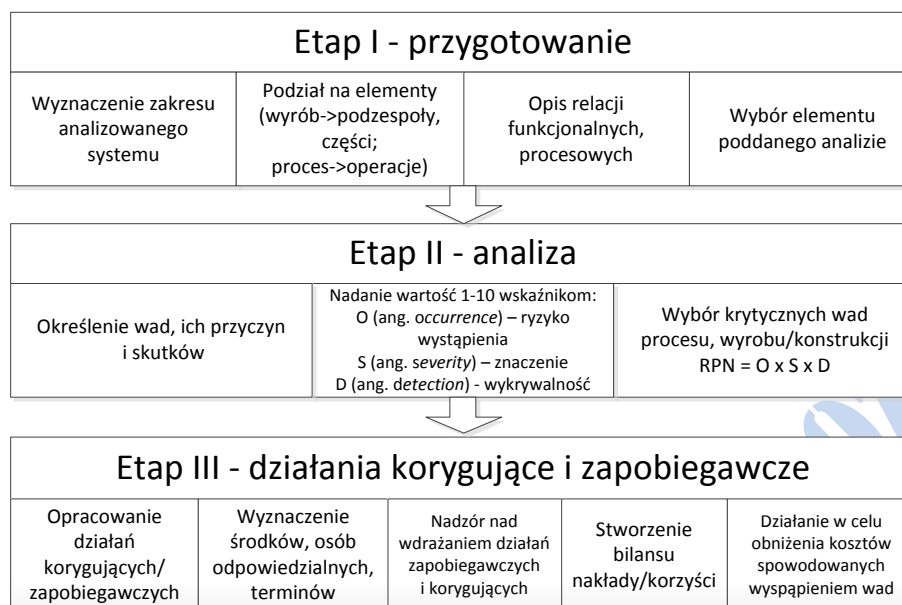 Etap I - przygotowanie
Wyznaczenie zakresu
analizowanego
systemu
Podział na elementy
(wyrób->podzespoły,
części;
proces->operacje)
Opis relacji
funkcjonalnych,
procesowych
Wybór elementu
poddanego analizie
Etap II - analiza
Określenie wad, ich przyczyn
i skutków
Nadanie wartość 1-10 wskaźnikom:
O (ang. occurrence) – ryzyko
wystąpienia
S (ang. severity) – znaczenie
D (ang. detection) - wykrywalność
Wybór krytycznych wad
procesu, wyrobu/konstrukcji
RPN = O x S x D
Etap III - działania korygujące i zapobiegawcze
Opracowanie
działań
korygujących/
zapobiegawczych
Wyznaczenie
środków, osób
odpowiedzialnych,
terminów
Nadzór nad
wdrażaniem działań
zapobiegawczych
i korygujących
Stworzenie
bilansu
nakłady/korzyści
Działanie w celu
obniżenia kosztów
spowodowanych
wyspąpieniem wad